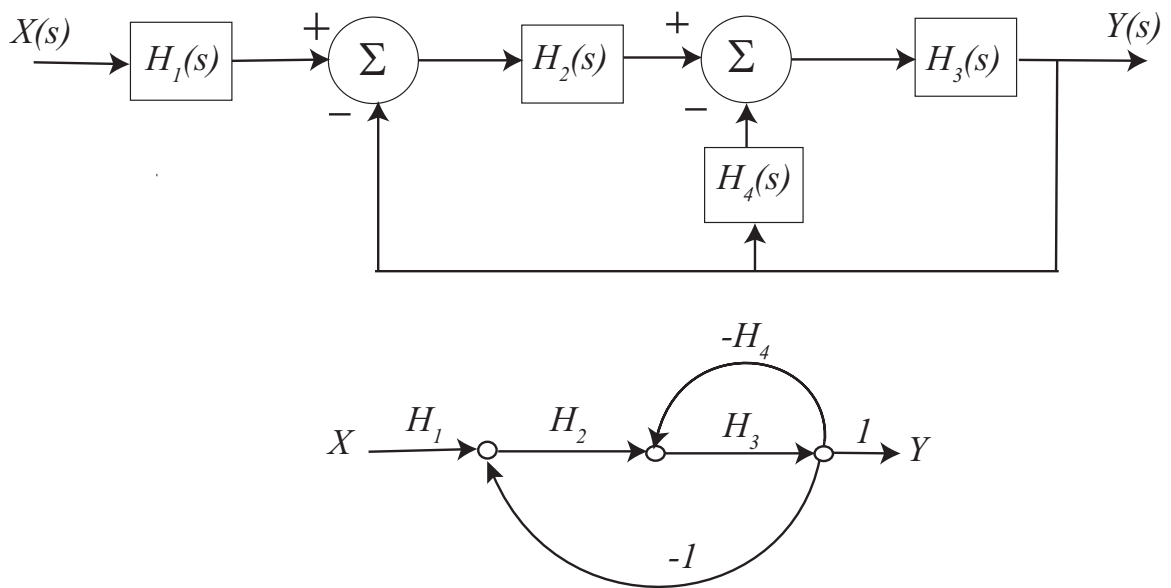 X(s) H₁(s) + Σ − H₂(s) + Σ − H₃(s) Y(s)
H₄(s)
-H₄
X H₁ H₂ H₃ 1 Y
-1